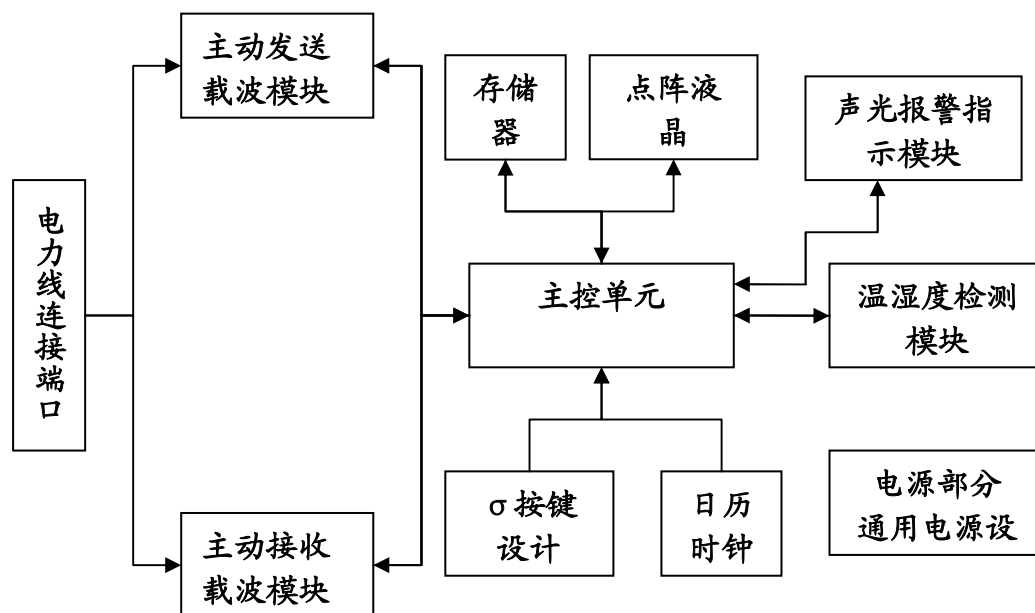 主动发送
载波模块
存储
器
点阵液
晶
声光报警指
示模块
电力线连接端口
主控单元
温湿度检测
模块
σ按键
设计
日历
时钟
电源部分
通用电源设
主动接收
载波模块